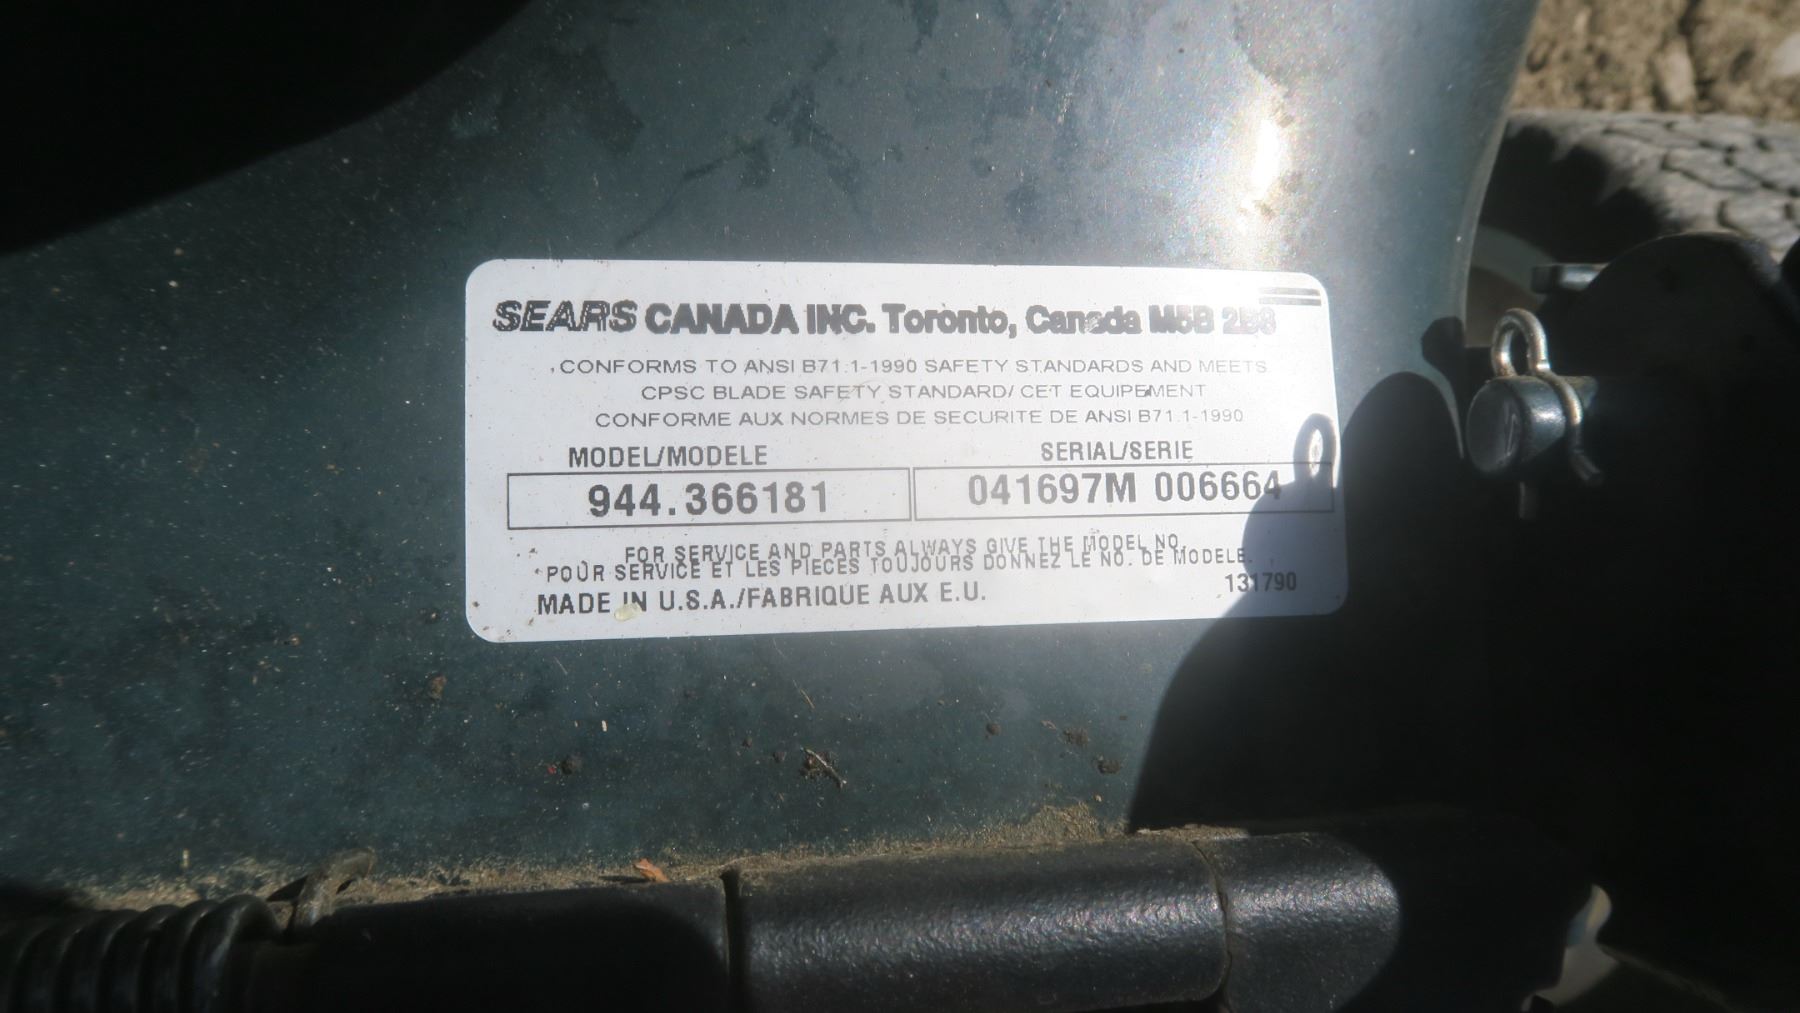 SEARS CANADA INC. Toronto, Canada M5B 2B8
CONFORMS TO ANSI B71.1-1990 SAFETY STANDARDS AND MEETS
CPSC BLADE SAFETY STANDARD/ CET EQUIPEMENT
CONFORME AUX NORMES DE SECURITE DE ANSI B71.1-1990
MODEL/MODELE SERIAL/SERIE
944.366181 041697M 006664
FOR SERVICE AND PARTS ALWAYS GIVE THE MODEL NO.
POUR SERVICE ET LES PIECES TOUJOURS DONNEZ LE NO. DE MODELE.
MADE IN U.S.A./FABRIQUE AUX E.U. 131790